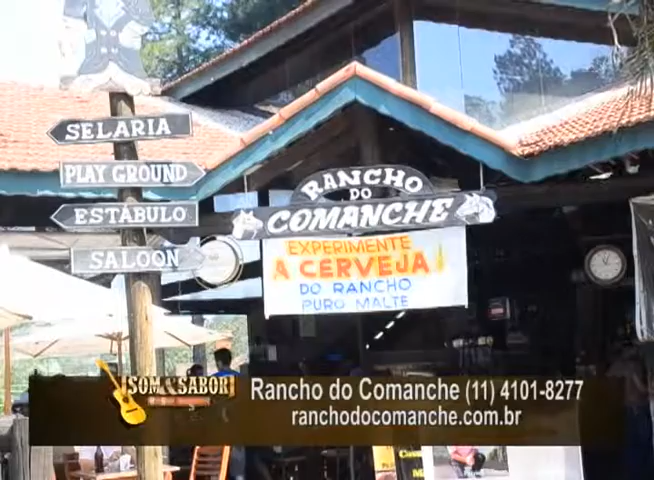 SELARIA
PLAY GROUND
ESTÁBULO
SALOON
RANCHO
DO
COMANCHE
EXPERIMENTE
A CERVEJA
DO RANCHO
PURO MALTE
SOM & SABOR
Rancho do Comanche (11) 4101-8277
ranchodocomanche.com.br